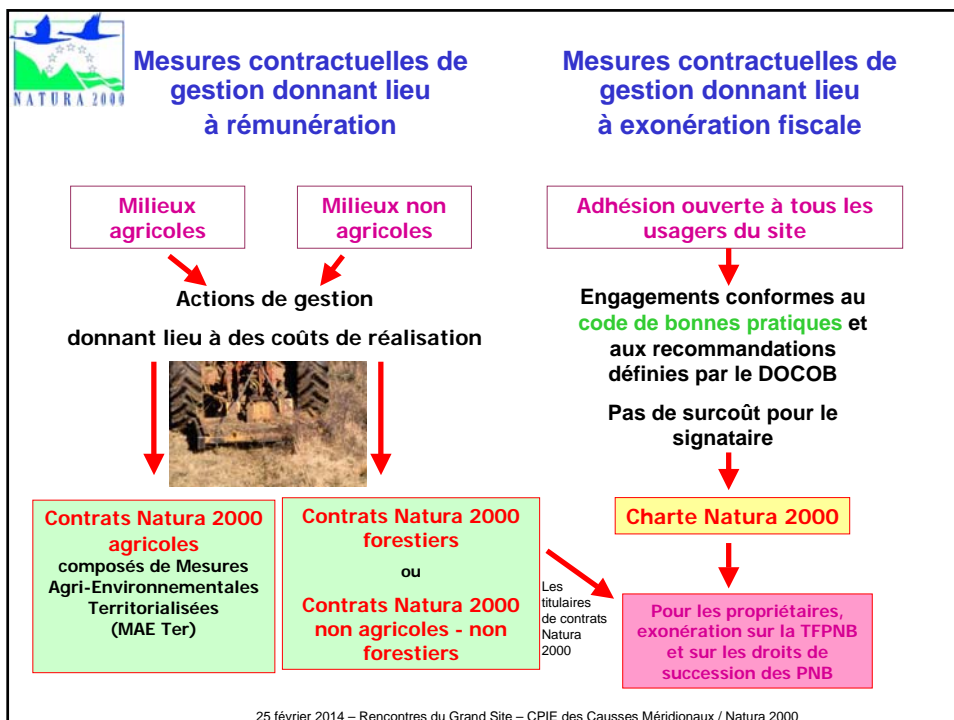 NATURA 2000
Mesures contractuelles de
gestion donnant lieu
à rémunération
Mesures contractuelles de
gestion donnant lieu
à exonération fiscale
Milieux
agricoles
Milieux non
agricoles
Actions de gestion
donnant lieu à des coûts de réalisation
Contrats Natura 2000
agricoles
composés de Mesures
Agri-Environnementales
Territorialisées
(MAE Ter)
Contrats Natura 2000
forestiers
ou
Contrats Natura 2000
non agricoles - non
forestiers
Les
titulaires
de contrats
Natura
2000
Adhésion ouverte à tous les
usagers du site
Engagements conformes au
code de bonnes pratiques et
aux recommandations
définies par le DOCOB
Pas de surcoût pour le
signataire
Charte Natura 2000
Pour les propriétaires,
exonération sur la TFPNB
et sur les droits de
succession des PNB
25 février 2014 – Rencontres du Grand Site – CPIE des Causses Méridionaux / Natura 2000